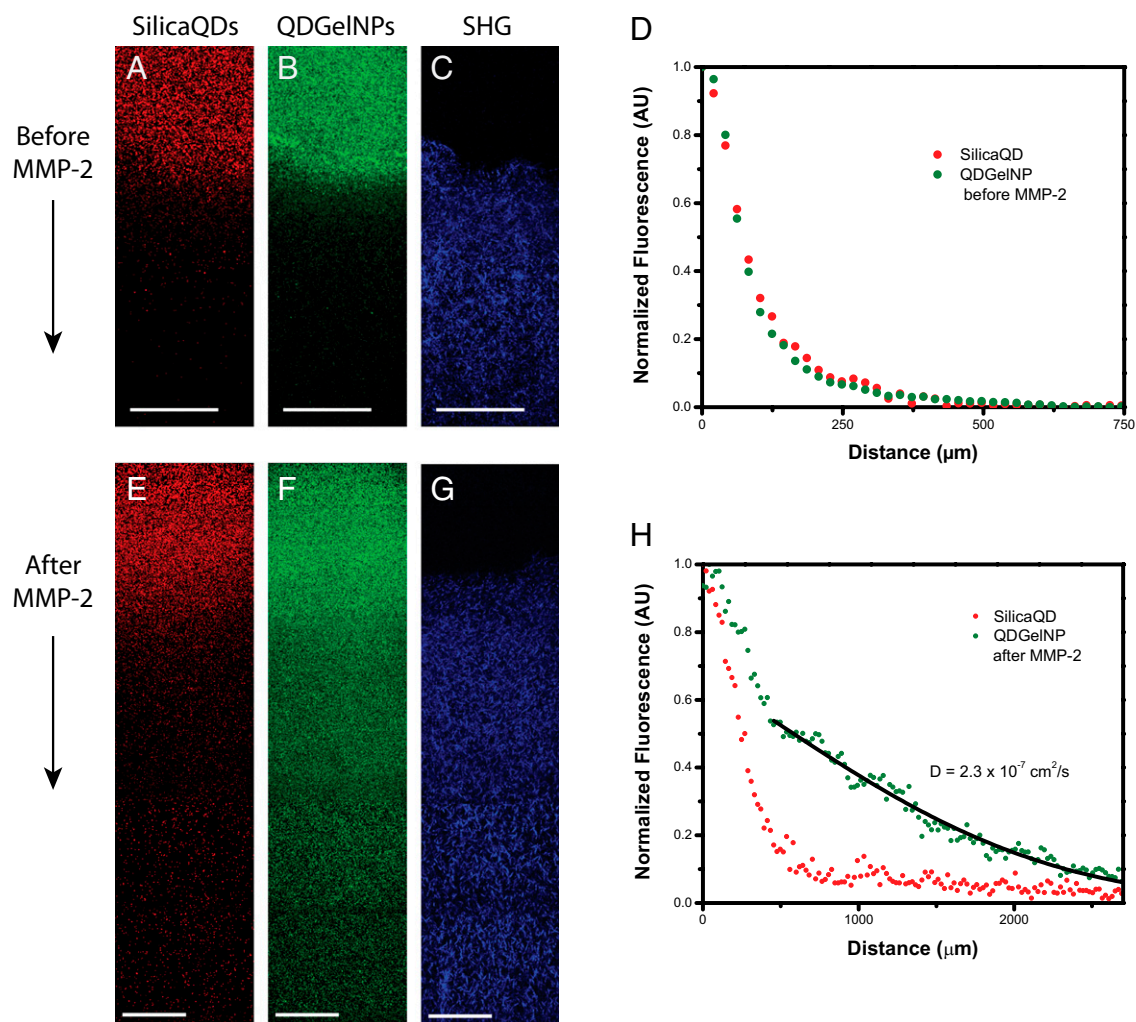 SilicaQDs QDGelNPs SHG
A B C
Before
MMP-2
D
1.0
0.8
0.6
0.4
0.2
0.0
Normalized Fluorescence (AU)
SilicaQD
QDGelNP
before MMP-2
0 250 500 750
Distance (µm)
E F G
After
MMP-2
H
1.0
0.8
0.6
0.4
0.2
0.0
Normalized Fluorescence (AU)
SilicaQD
QDGelNP
after MMP-2
D = 2.3 x 10⁻⁷ cm²/s
0 1000 2000
Distance (µm)